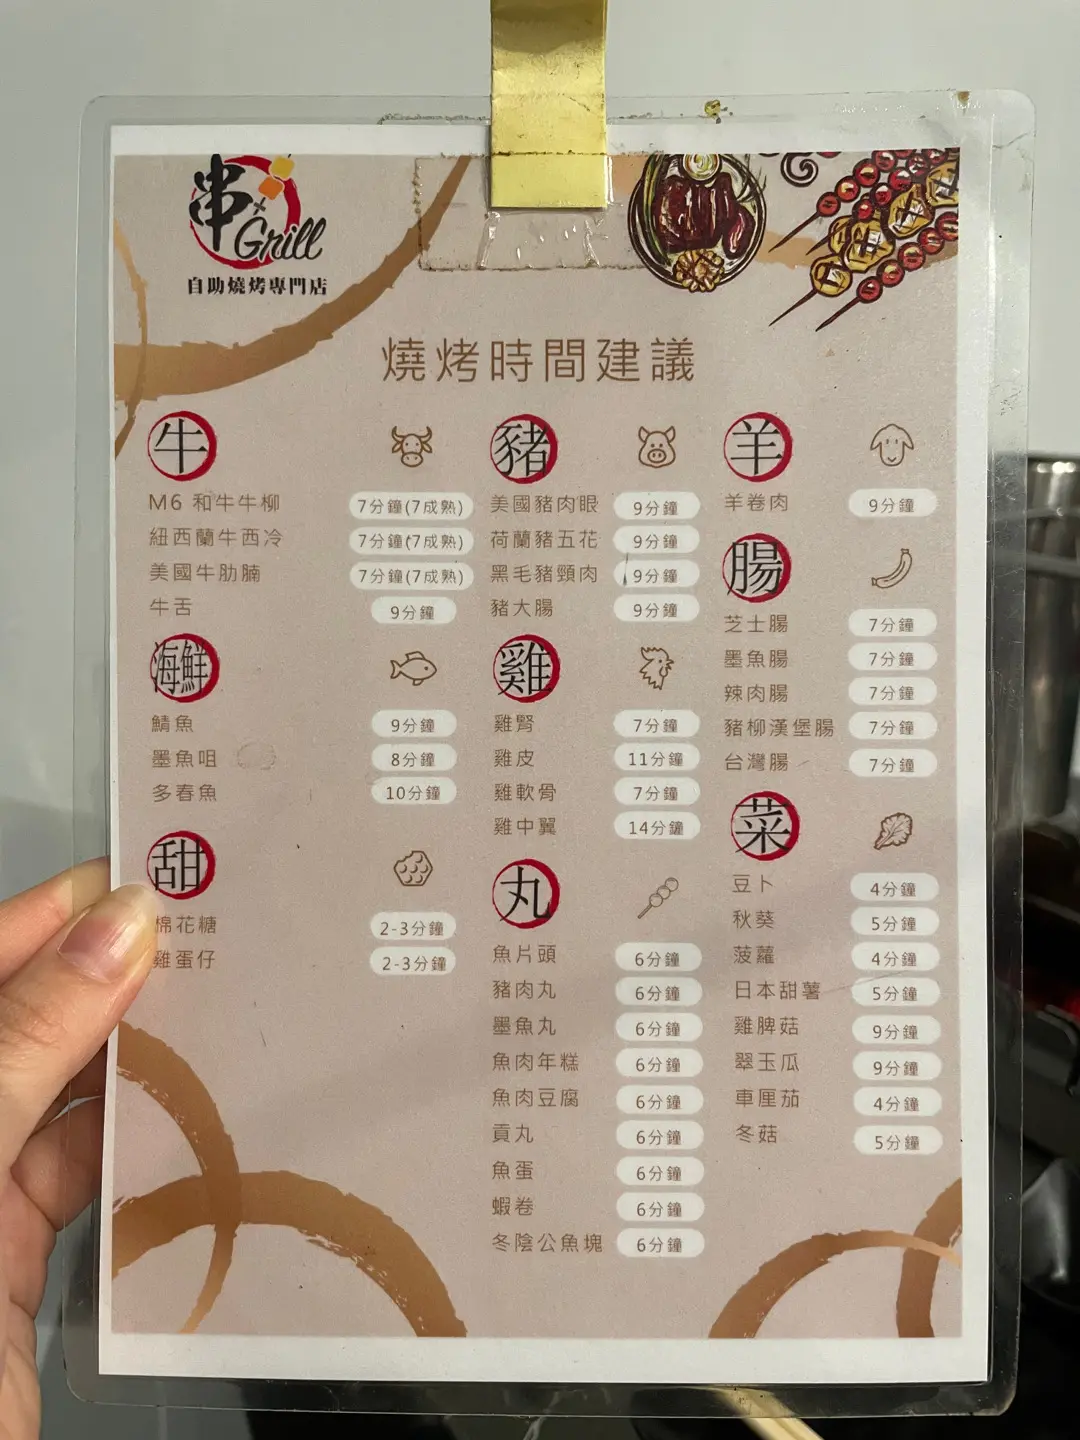 串
Grill
自助燒烤專門店
燒烤時間建議
牛
M6 和牛牛柳 7分鐘(7成熟)
紐西蘭牛西冷 7分鐘(7成熟)
美國牛肋腩 7分鐘(7成熟)
牛舌 9分鐘
海鮮
鯖魚 9分鐘
墨魚咀 8分鐘
多春魚 10分鐘
甜
棉花糖 2-3分鐘
雞蛋仔 2-3分鐘
豬
美國豬肉眼 9分鐘
荷蘭豬五花 9分鐘
黑毛豬頸肉 9分鐘
豬大腸 9分鐘
雞
雞腎 7分鐘
雞皮 11分鐘
雞軟骨 7分鐘
雞中翼 14分鐘
丸
魚片頭 6分鐘
豬肉丸 6分鐘
墨魚丸 6分鐘
魚肉年糕 6分鐘
魚肉豆腐 6分鐘
貢丸 6分鐘
魚蛋 6分鐘
蝦卷 6分鐘
冬陰公魚塊 6分鐘
羊
羊卷肉 9分鐘
腸
芝士腸 7分鐘
墨魚腸 7分鐘
辣肉腸 7分鐘
豬柳漢堡腸 7分鐘
台灣腸 7分鐘
菜
豆卜 4分鐘
秋葵 5分鐘
菠蘿 4分鐘
日本甜薯 5分鐘
雞脾菇 9分鐘
翠玉瓜 9分鐘
車厘茄 4分鐘
冬菇 5分鐘